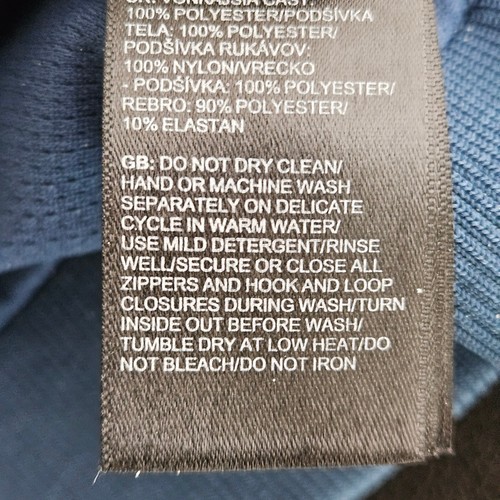 SK: VONKAJŠIA ČASŤ:
100% POLYESTER/PODŠÍVKA
TELA: 100% POLYESTER/
PODŠÍVKA RUKÁVOV:
100% NYLON/VRECKO
- PODŠÍVKA: 100% POLYESTER/
REBRO: 90% POLYESTER/
10% ELASTAN
GB: DO NOT DRY CLEAN/
HAND OR MACHINE WASH
SEPARATELY ON DELICATE
CYCLE IN WARM WATER/
USE MILD DETERGENT/RINSE
WELL/SECURE OR CLOSE ALL
ZIPPERS AND HOOK AND LOOP
CLOSURES DURING WASH/TURN
INSIDE OUT BEFORE WASH/
TUMBLE DRY AT LOW HEAT/DO
NOT BLEACH/DO NOT IRON